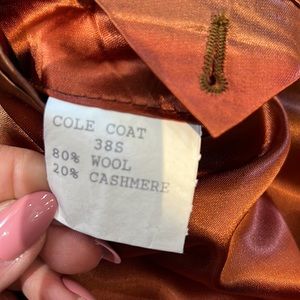 COLE COAT
38S
80% WOOL
20% CASHMERE